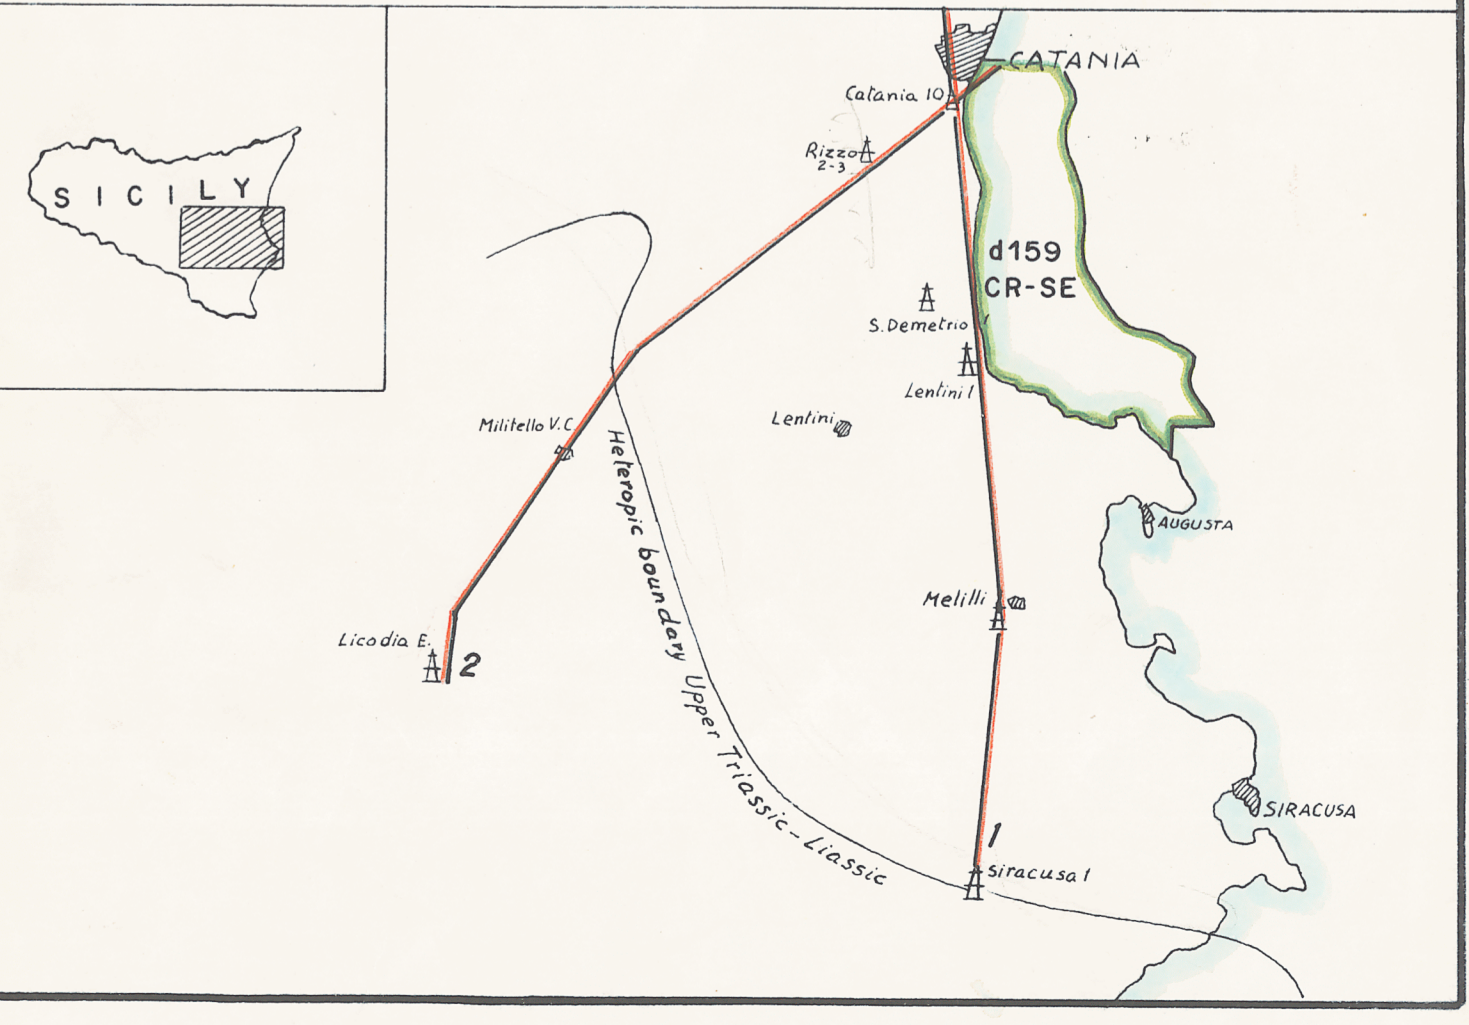 CATANIA
Catania 10
Rizzo
2-3
SICILY
d159
CR-SE
S. Demetrio 1
Lentini 1
Lentini
Militello V.C.
Heteropic boundary Upper Triassic - Liassic
AUGUSTA
Melilli
Licodia E.
2
SIRACUSA
1
Siracusa 1